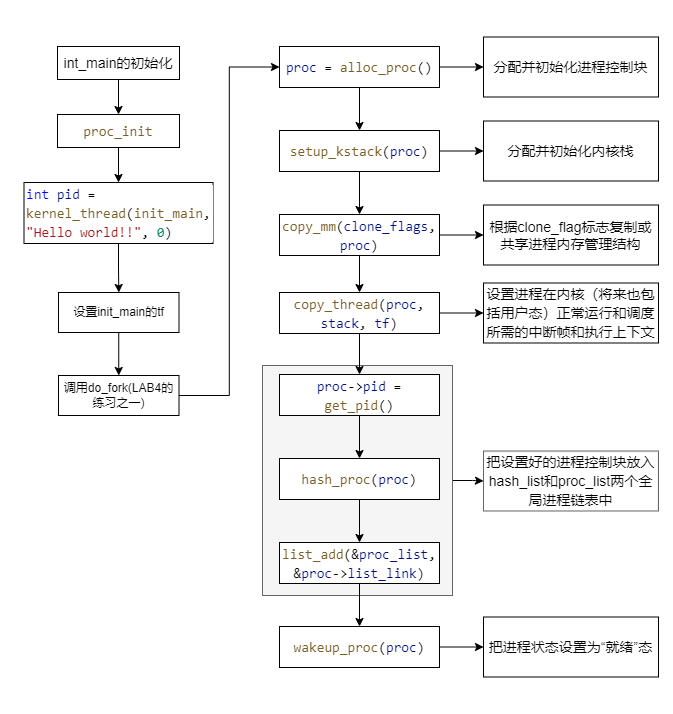 int_main的初始化
proc_init
int pid =
kernel_thread(init_main,
"Hello world!!", 0)
设置init_main的tf
调用do_fork(LAB4的
练习之一)
proc = alloc_proc()
分配并初始化进程控制块
setup_kstack(proc)
分配并初始化内核栈
copy_mm(clone_flags,
proc)
根据clone_flag标志复制或
共享进程内存管理结构
copy_thread(proc,
stack, tf)
设置进程在内核（将来也包
括用户态）正常运行和调度
所需的中断帧和执行上下文
proc->pid =
get_pid()
hash_proc(proc)
list_add(&proc_list,
&proc->list_link)
把设置好的进程控制块放入
hash_list和proc_list两个全
局进程链表中
wakeup_proc(proc)
把进程状态设置为“就绪”态